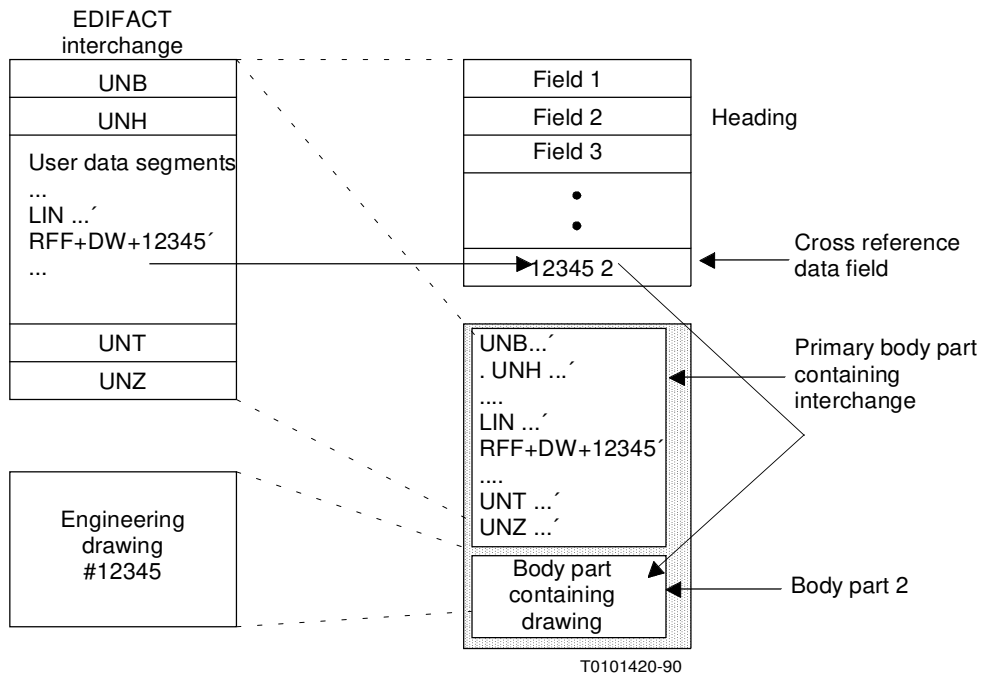 EDIFACT
interchange
UNB
UNH
User data segments
...
LIN ...´
RFF+DW+12345´
...
UNT
UNZ
Engineering
drawing
#12345
Field 1
Field 2
Field 3
12345 2
Heading
Cross reference
data field
UNB...´
. UNH ...´
....
LIN ...´
RFF+DW+12345´
....
UNT ...´
UNZ ...´
Primary body part
containing
interchange
Body part
containing
drawing
Body part 2
T0101420-90